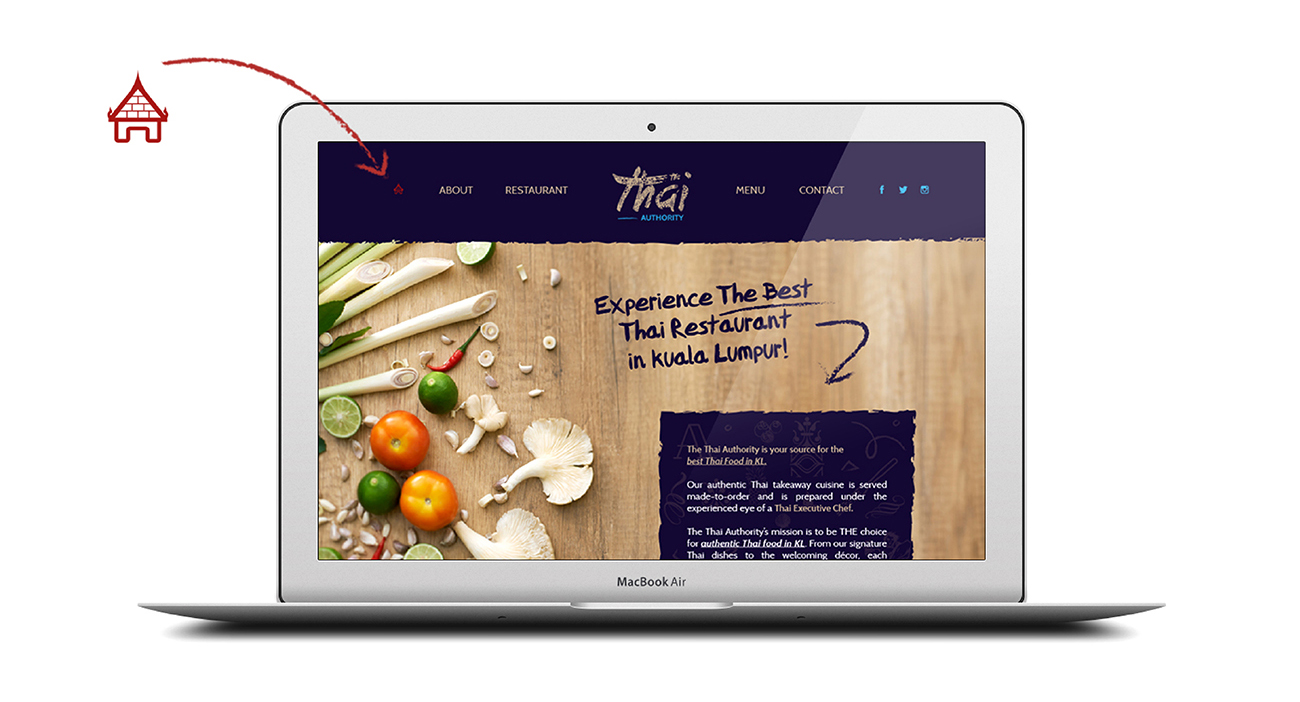 ABOUT
RESTAURANT
The
Thai
AUTHORITY
MENU
CONTACT
Experience The Best
Thai Restaurant
in Kuala Lumpur!
The Thai Authority is your source for the
best Thai Food in KL.
Our authentic Thai takeaway cuisine is served
made-to-order and is prepared under the
experienced eye of a Thai Executive Chef.
The Thai Authority's mission is to be THE choice
for authentic Thai food in KL. From our signature
Thai dishes to the welcoming décor, each
MacBook Air